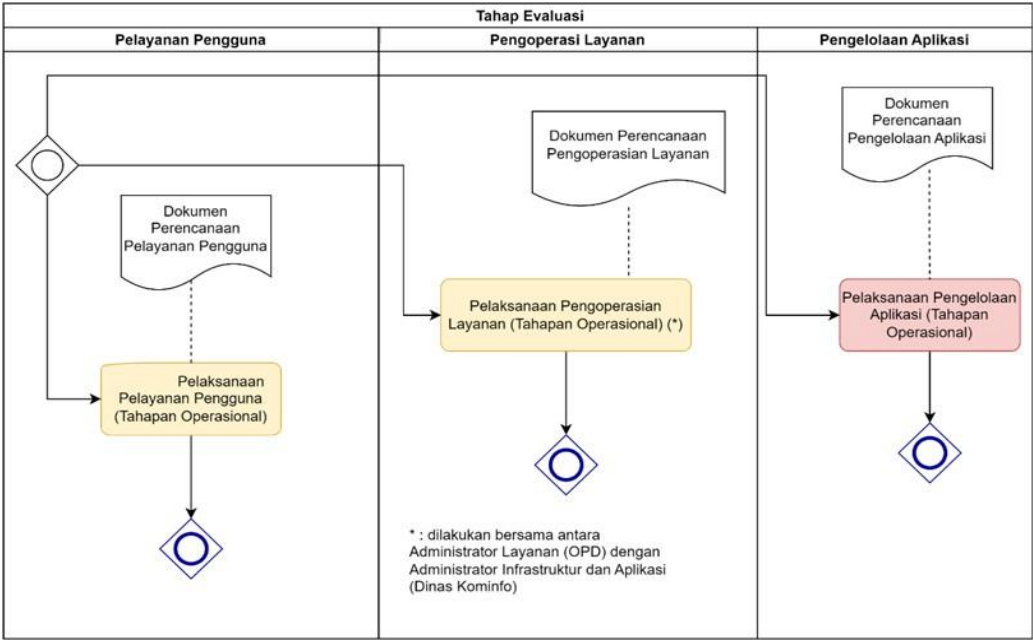 Tahap Evaluasi
Pelayanan Pengguna
Pengoperasi Layanan
Pengelolaan Aplikasi
Dokumen
Perencanaan
Pelayanan Pengguna
Pelaksanaan
Pelayanan Pengguna
(Tahapan Operasional)
Dokumen Perencanaan
Pengoperasian Layanan
Pelaksanaan Pengoperasian
Layanan (Tahapan Operasional) (*)
* : dilakukan bersama antara
Administrator Layanan (OPD) dengan
Administrator Infrastruktur dan Aplikasi
(Dinas Kominfo)
Dokumen
Perencanaan
Pengelolaan Aplikasi
Pelaksanaan Pengelolaan
Aplikasi (Tahapan
Operasional)